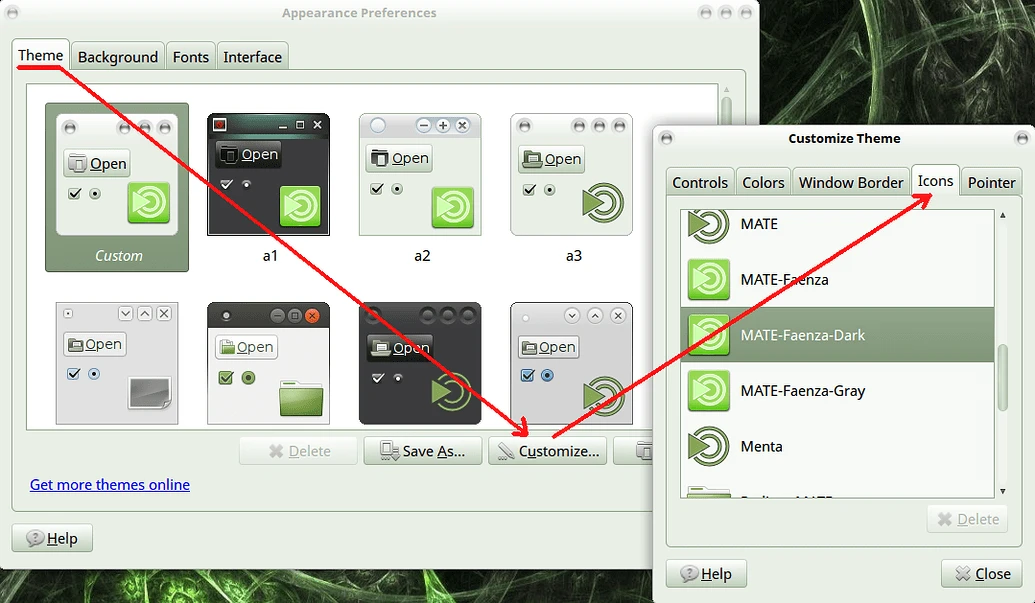 Appearance Preferences
Theme Background Fonts Interface
Open
Custom
Open
a1
Open
a2
Open
a3
Open
Open
Open
Open
Delete Save As... Customize...
Get more themes online
Help
Customize Theme
Controls Colors Window Border Icons Pointer
MATE
MATE-Faenza
MATE-Faenza-Dark
MATE-Faenza-Gray
Menta
Delete
Help Close